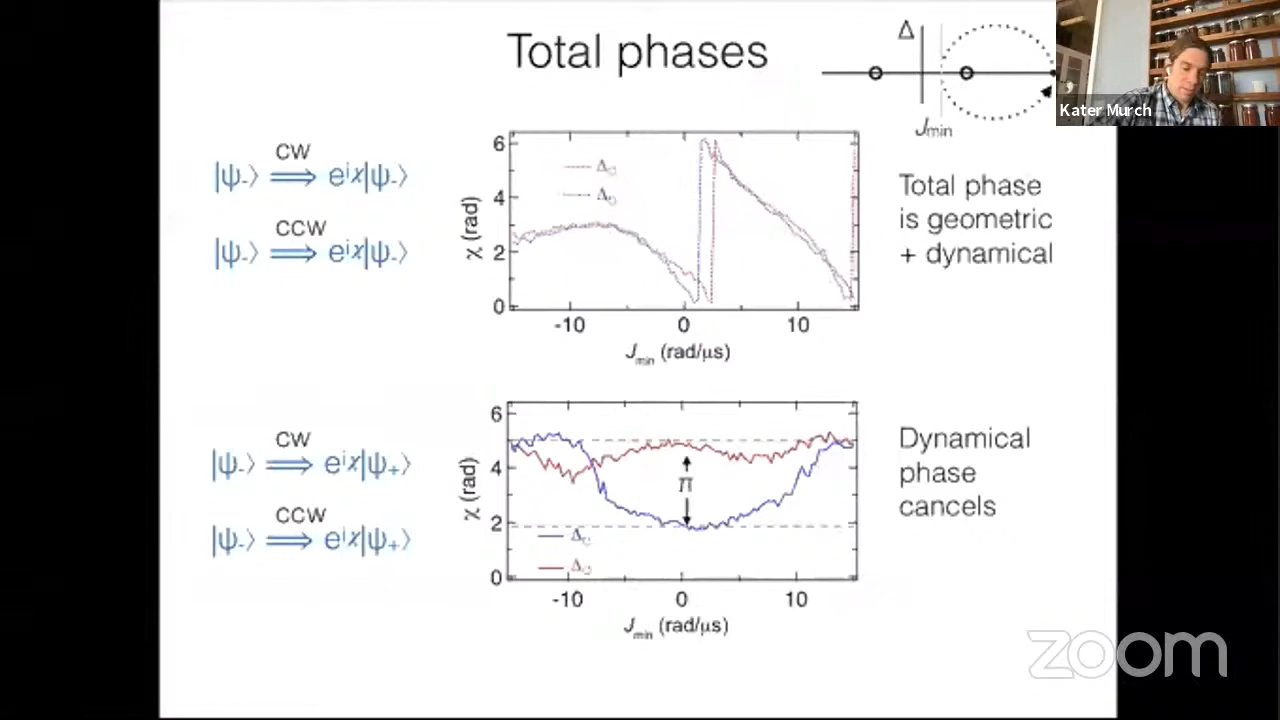 Total phases
Δ
J_min
Kater Murch
CW
|ψ-⟩ ⟹ e^iχ|ψ-⟩
CCW
|ψ-⟩ ⟹ e^iχ|ψ-⟩
6
4
2
0
χ (rad)
Δ↻
Δ↺
-10 0 10
J_min (rad/μs)
Total phase
is geometric
+ dynamical
CW
|ψ-⟩ ⟹ e^iχ|ψ+⟩
CCW
|ψ-⟩ ⟹ e^iχ|ψ+⟩
6
4
2
0
χ (rad)
π
Δ↺
Δ↻
-10 0 10
J_min (rad/μs)
Dynamical
phase
cancels
zoom